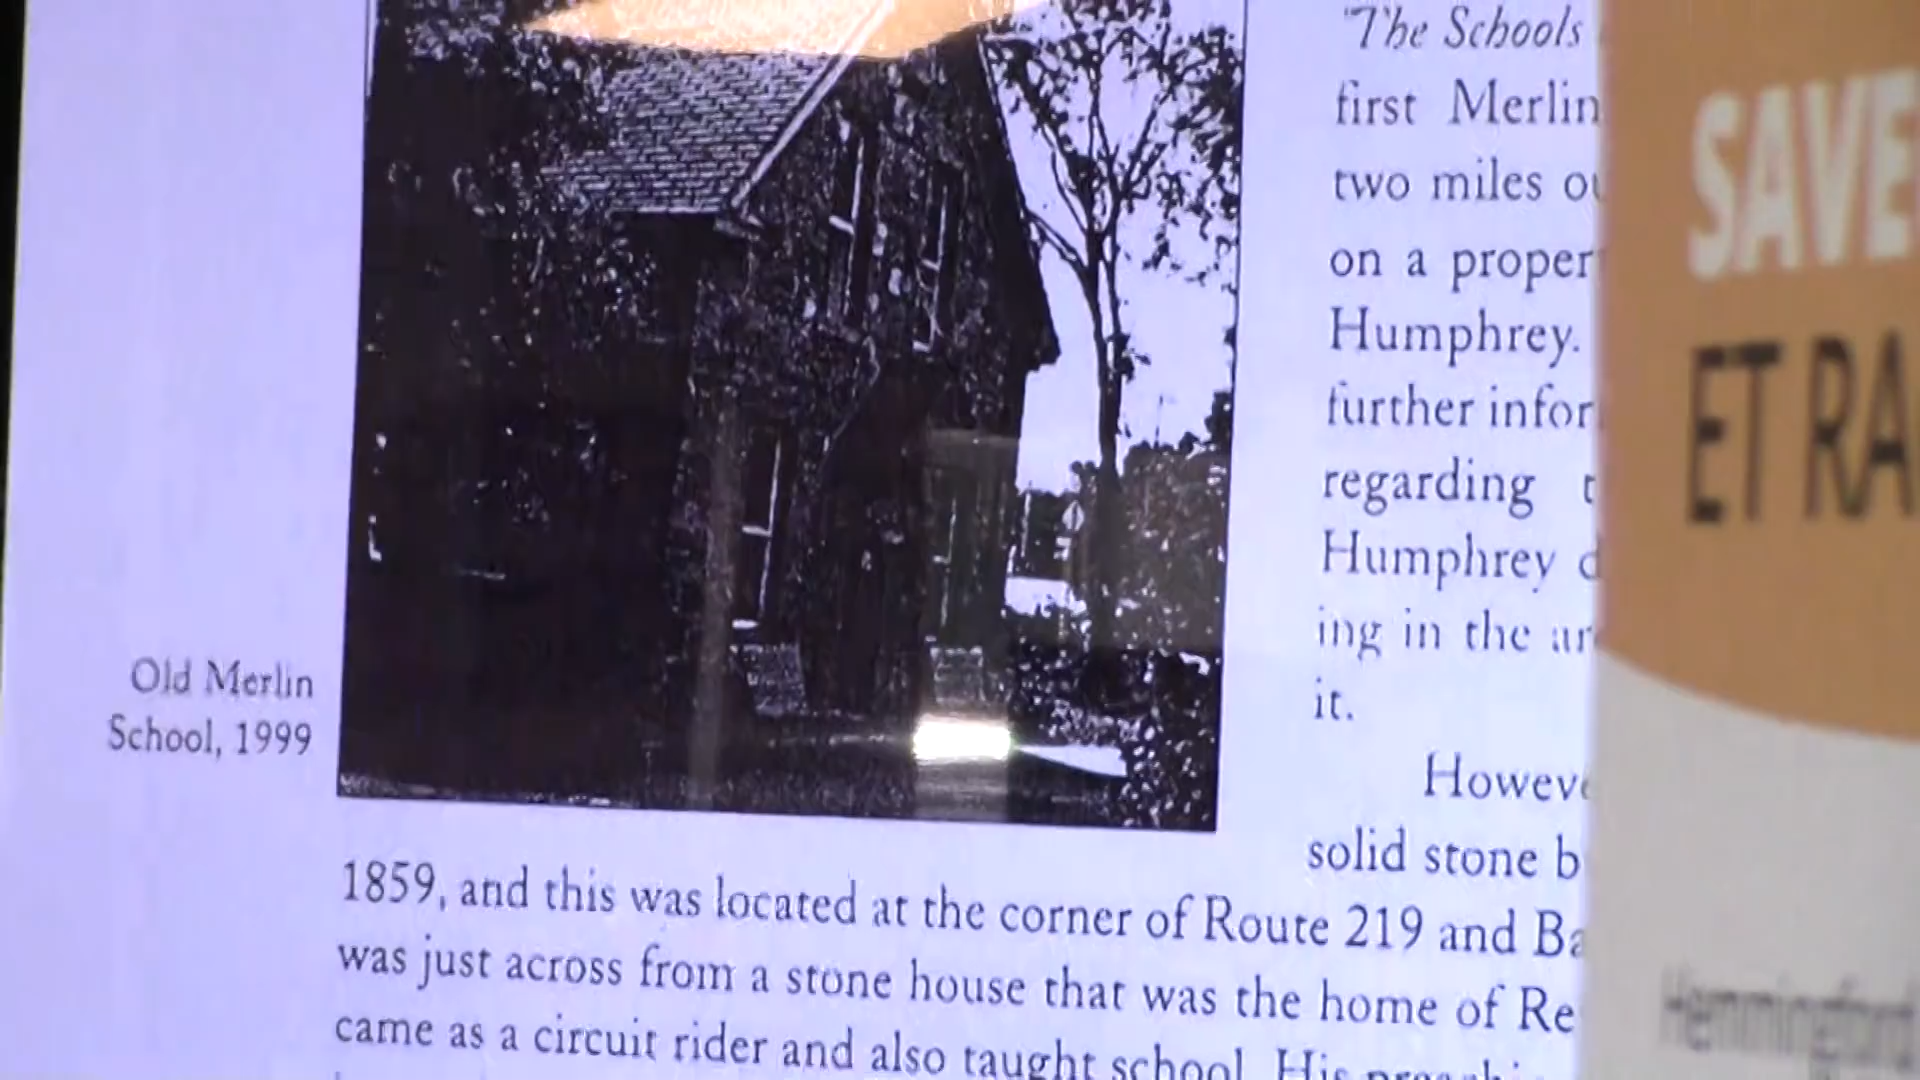 "The Schools
first Merlin
two miles
on a proper
Humphrey.
further infor
regarding
Humphrey
ing in the
it.
Old Merlin
School, 1999
Howeve
solid stone b
1859, and this was located at the corner of Route 219 and Ba
was just across from a stone house that was the home of Re
came as a circuit rider and also taught school. His
SAVE
ET RA
Hemmingford